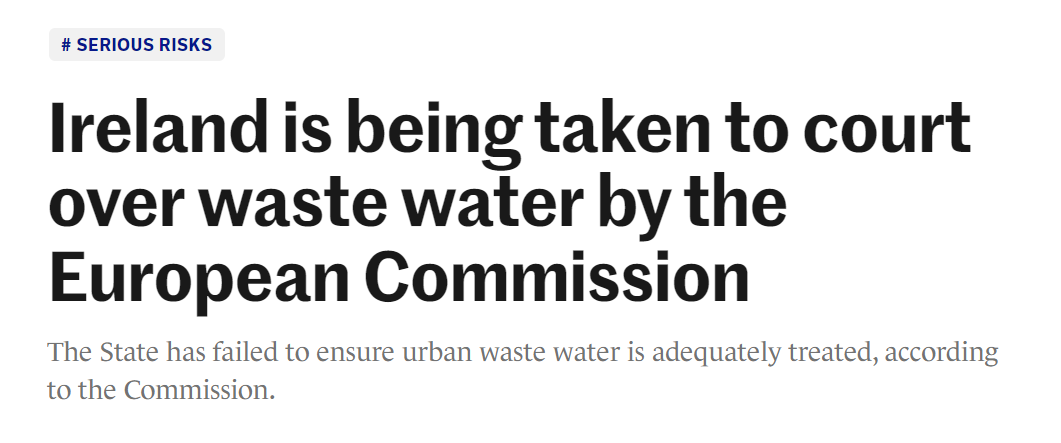 # SERIOUS RISKS
Ireland is being taken to court
over waste water by the
European Commission
The State has failed to ensure urban waste water is adequately treated, according
to the Commission.